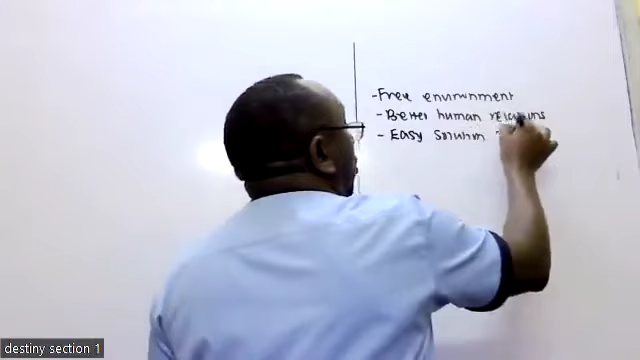 - Free environment
- Better human relations
- Easy solution
destiny section 1